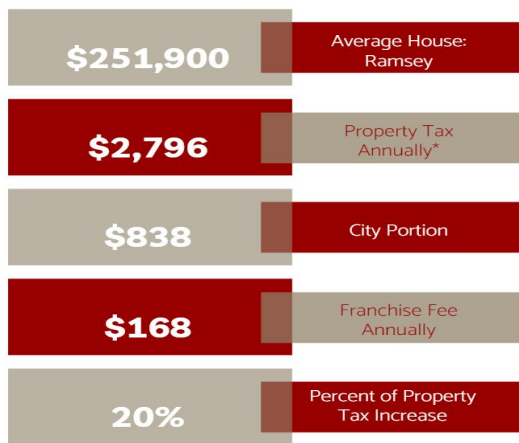 $251,900
Average House:
Ramsey
$2,796
Property Tax
Annually*
$838
City Portion
$168
Franchise Fee
Annually
20%
Percent of Property
Tax Increase